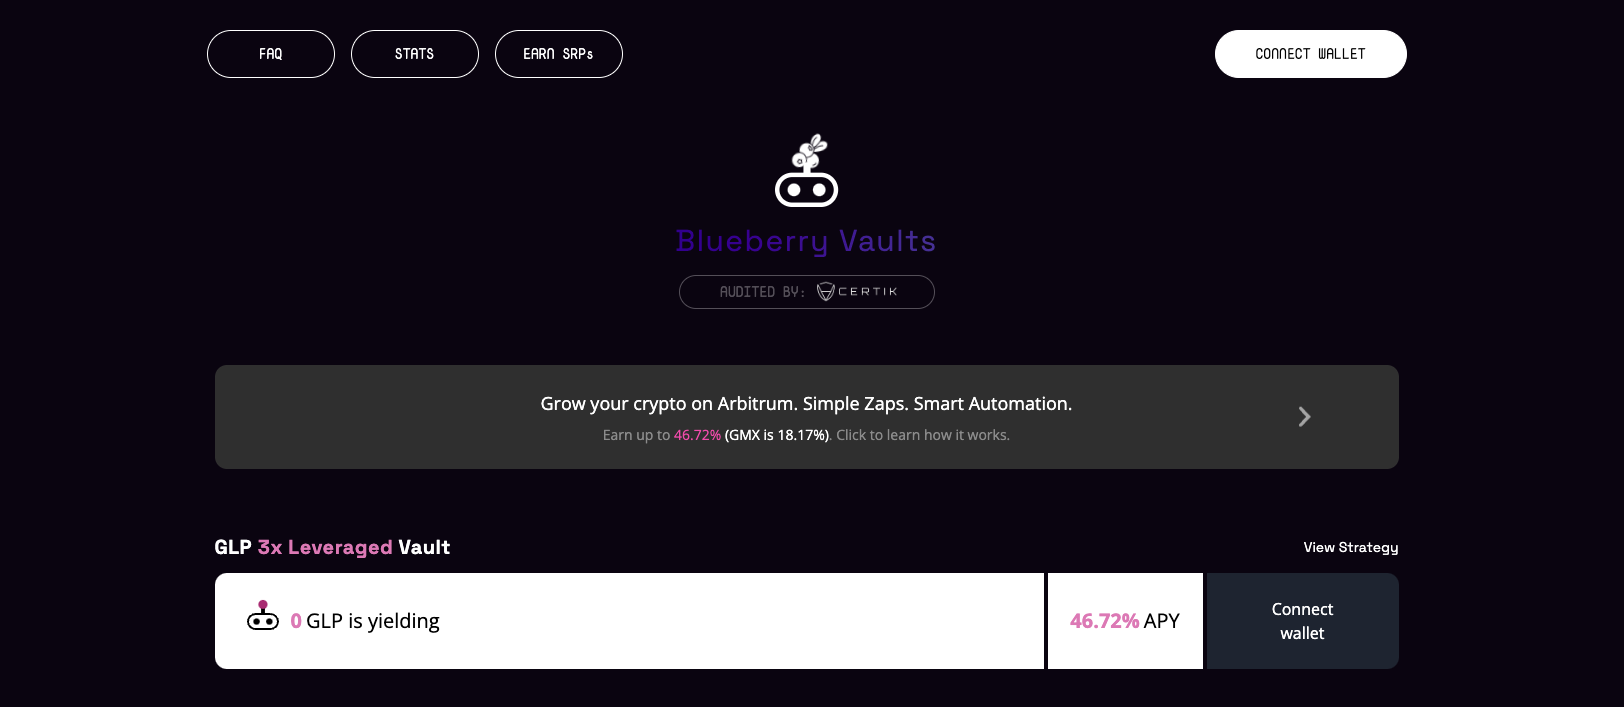 FAQ
STATS
EARN SRPs
CONNECT WALLET
Blueberry Vaults
AUDITED BY: CERTIK
Grow your crypto on Arbitrum. Simple Zaps. Smart Automation.
Earn up to 46.72% (GMX is 18.17%). Click to learn how it works.
GLP 3x Leveraged Vault
View Strategy
0 GLP is yielding
46.72% APY
Connect
wallet